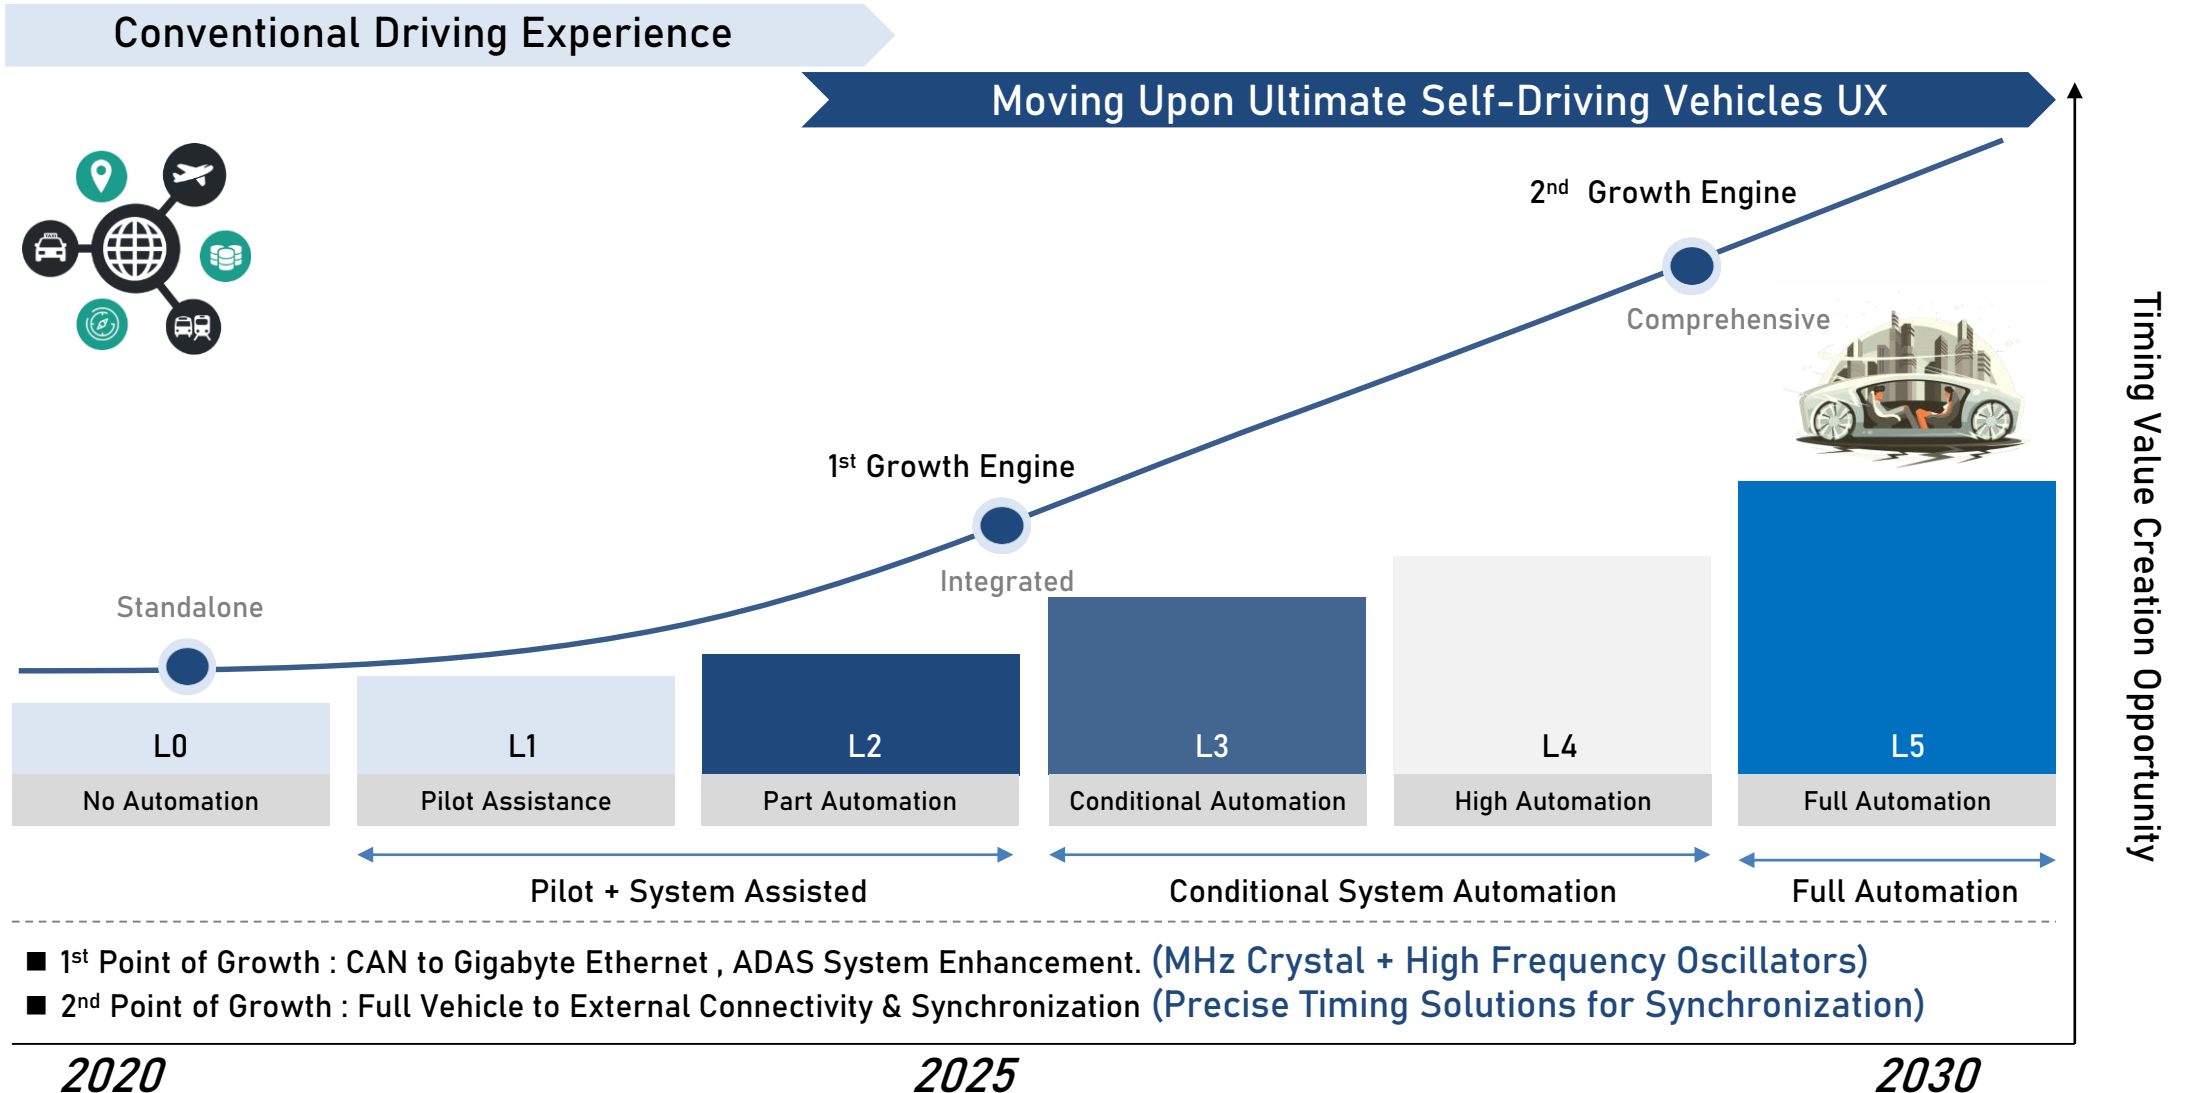 Conventional Driving Experience
Moving Upon Ultimate Self-Driving Vehicles UX
2nd Growth Engine
Comprehensive
1st Growth Engine
Integrated
Standalone
Timing Value Creation Opportunity
L0
L1
L2
L3
L4
L5
No Automation
Pilot Assistance
Part Automation
Conditional Automation
High Automation
Full Automation
Pilot + System Assisted
Conditional System Automation
Full Automation
■ 1st Point of Growth : CAN to Gigabyte Ethernet , ADAS System Enhancement. (MHz Crystal + High Frequency Oscillators)
■ 2nd Point of Growth : Full Vehicle to External Connectivity & Synchronization (Precise Timing Solutions for Synchronization)
2020
2025
2030